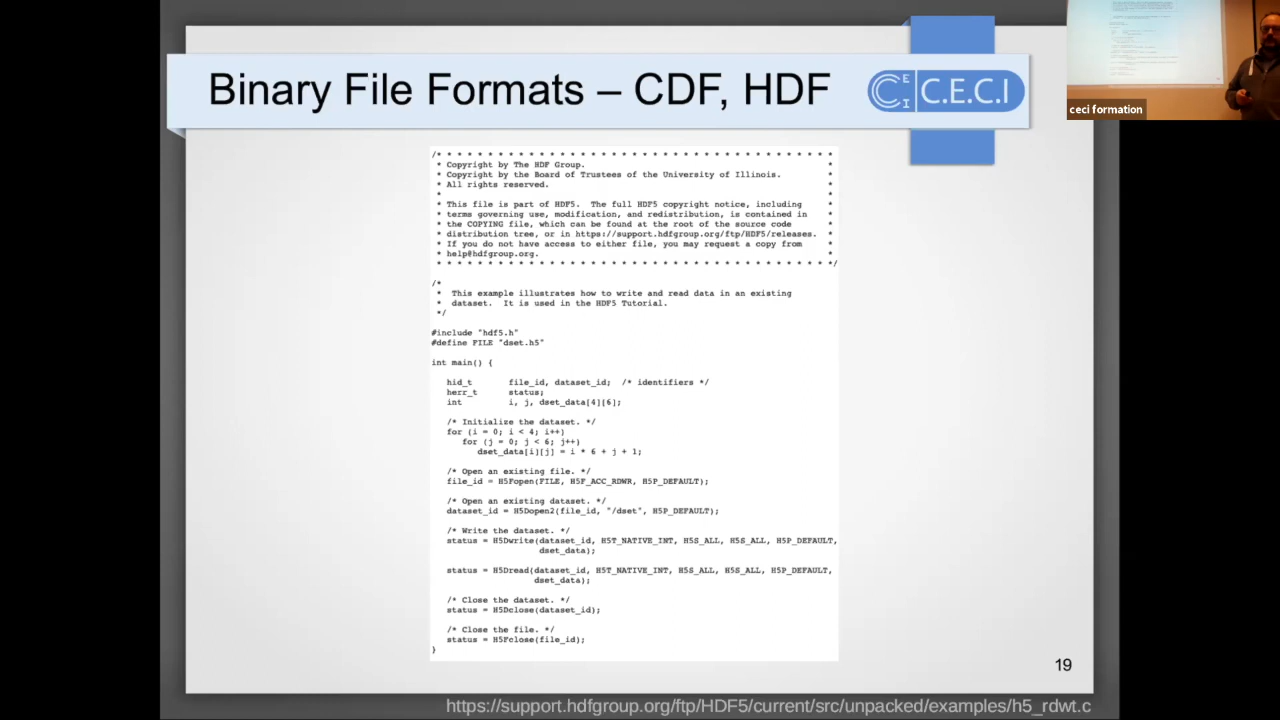 Binary File Formats – CDF, HDF
C E C I C.E.C.I
ceci formation
/* * * * * * * * * * * * * * * * * * * * * * * * * * * * * * * * * * * * * * *
* Copyright by The HDF Group. *
* Copyright by the Board of Trustees of the University of Illinois. *
* All rights reserved. *
* *
* This file is part of HDF5. The full HDF5 copyright notice, including *
* terms governing use, modification, and redistribution, is contained in *
* the COPYING file, which can be found at the root of the source code *
* distribution tree, or in https://support.hdfgroup.org/ftp/HDF5/releases. *
* If you do not have access to either file, you may request a copy from *
* help@hdfgroup.org. *
* * * * * * * * * * * * * * * * * * * * * * * * * * * * * * * * * * * * * * */
/*
* This example illustrates how to write and read data in an existing
* dataset. It is used in the HDF5 Tutorial.
*/
#include "hdf5.h"
#define FILE "dset.h5"
int main() {
hid_t file_id, dataset_id; /* identifiers */
herr_t status;
int i, j, dset_data[4][6];
/* Initialize the dataset. */
for (i = 0; i < 4; i++)
for (j = 0; j < 6; j++)
dset_data[i][j] = i * 6 + j + 1;
/* Open an existing file. */
file_id = H5Fopen(FILE, H5F_ACC_RDWR, H5P_DEFAULT);
/* Open an existing dataset. */
dataset_id = H5Dopen2(file_id, "/dset", H5P_DEFAULT);
/* Write the dataset. */
status = H5Dwrite(dataset_id, H5T_NATIVE_INT, H5S_ALL, H5S_ALL, H5P_DEFAULT,
dset_data);
status = H5Dread(dataset_id, H5T_NATIVE_INT, H5S_ALL, H5S_ALL, H5P_DEFAULT,
dset_data);
/* Close the dataset. */
status = H5Dclose(dataset_id);
/* Close the file. */
status = H5Fclose(file_id);
}
19
https://support.hdfgroup.org/ftp/HDF5/current/src/unpacked/examples/h5_rdwt.c